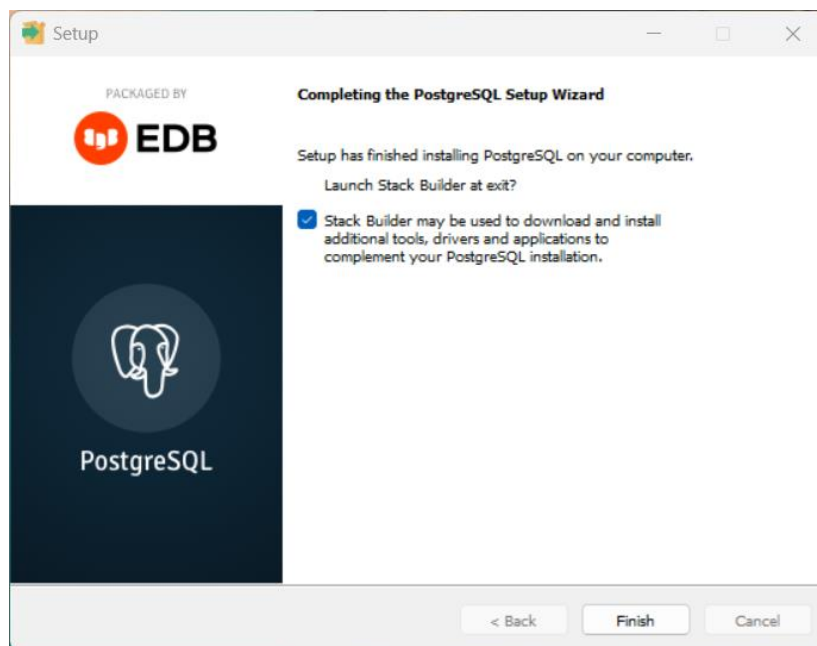 Setup
PACKAGED BY
EDB
PostgreSQL
Completing the PostgreSQL Setup Wizard
Setup has finished installing PostgreSQL on your computer.
Launch Stack Builder at exit?
Stack Builder may be used to download and install
additional tools, drivers and applications to
complement your PostgreSQL installation.
< Back
Finish
Cancel